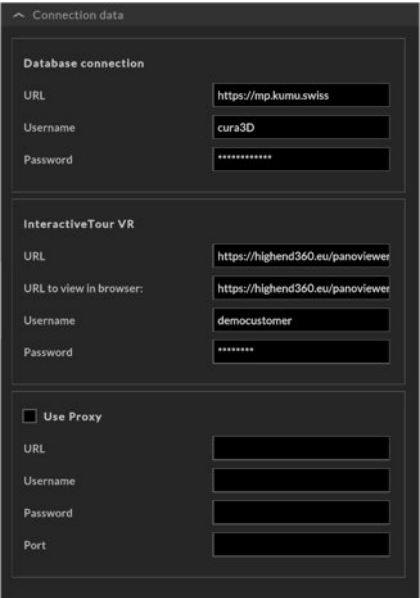 Connection data
Database connection
URL https://mp.kumu.swiss
Username cura3D
Password ************
InteractiveTour VR
URL https://highend360.eu/panoviewer
URL to view in browser: https://highend360.eu/panoviewer
Username democustomer
Password ********
Use Proxy
URL
Username
Password
Port